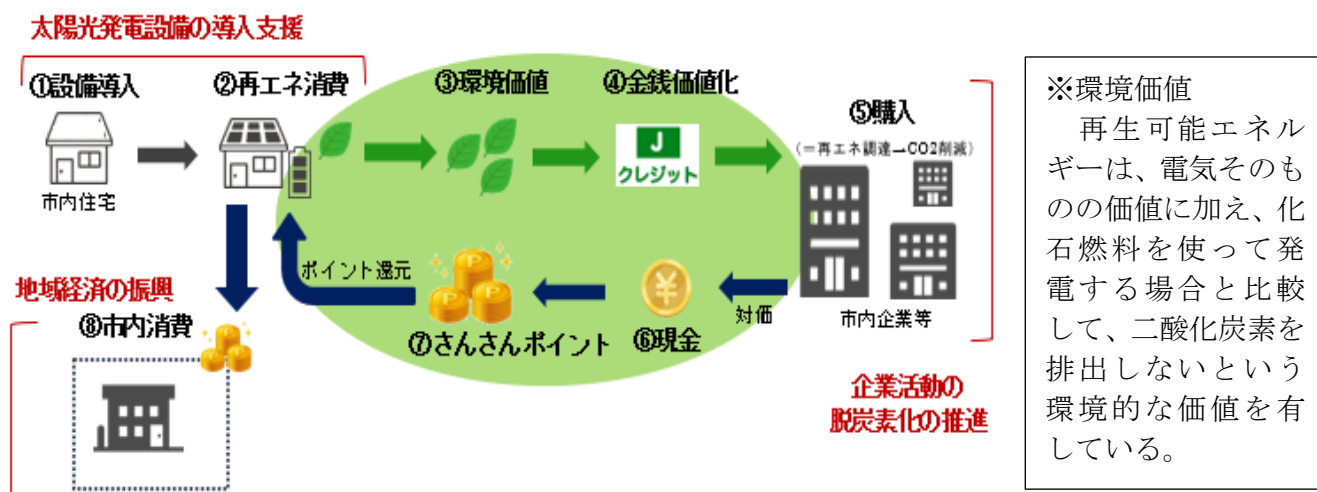 太陽光発電設備の導入支援
①設備導入
②再エネ消費
③環境価値
④金銭価値化
⑤購入
(=再エネ調達→CO2削減)
市内住宅
J
クレジット
ポイント還元
対価
市内企業等
地域経済の振興
⑧市内消費
⑦さんさんポイント
⑥現金
企業活動の
脱炭素化の推進
※環境価値
再生可能エネル
ギーは、電気そのも
のの価値に加え、化
石燃料を使って発
電する場合と比較
して、二酸化炭素を
排出しないという
環境的な価値を有
している。